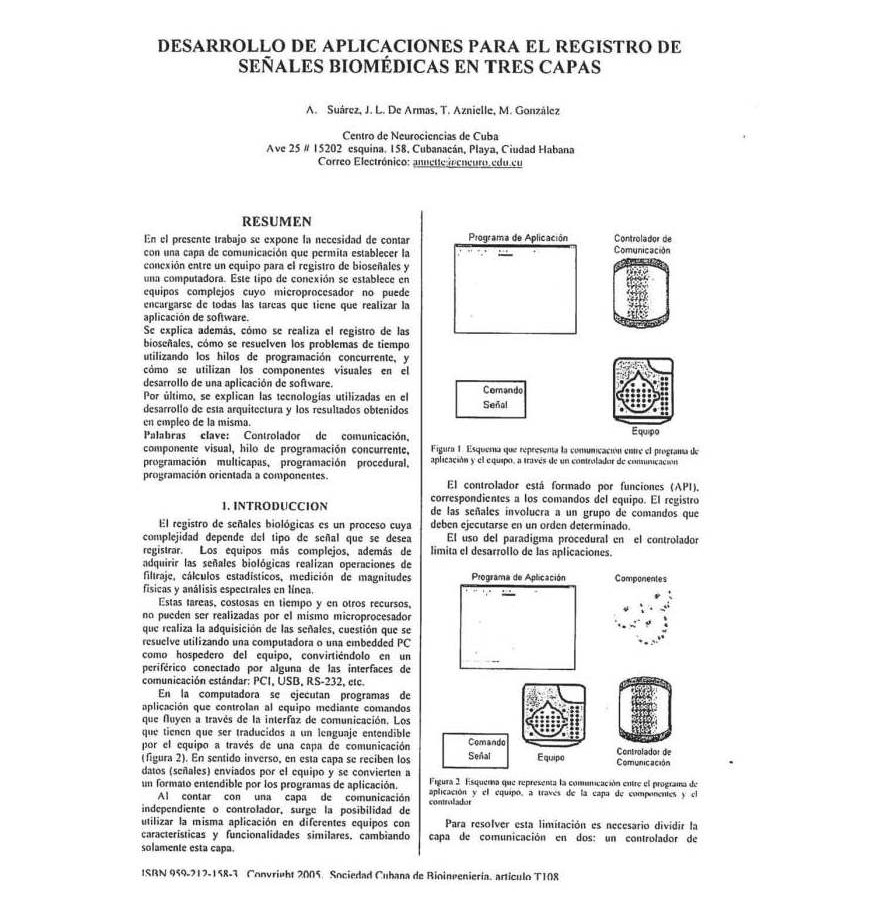 DESARROLLO DE APLICACIONES PARA EL REGISTRO DE
SEÑALES BIOMÉDICAS EN TRES CAPAS
A. Suárez, J. L. De Armas, T. Aznielle, M. González
Centro de Neurociencias de Cuba
Ave 25 # 15202 esquina. 158, Cubanacán, Playa, Ciudad Habana
Correo Electrónico:
RESUMEN
En el presente trabajo se expone la necesidad de contar
con una capa de comunicación que permita establecer la
conexión entre un equipo para el registro de bioseñales y
una computadora. Este tipo de conexión se establece en
equipos complejos cuyo microprocesador no puede
encargarse de todas las tareas que tiene que realizar la
aplicación de software.
Se explica además, cómo se realiza el registro de las
bioseñales, cómo se resuelven los problemas de tiempo
utilizando los hilos de programación concurrente, y
cómo se utilizan los componentes visuales en el
desarrollo de una aplicación de software.
Por último, se explican las tecnologías utilizadas en el
desarrollo de esta arquitectura y los resultados obtenidos
en empleo de la misma.
Palabras clave: Controlador de comunicación,
componente visual, hilo de programación concurrente,
programación multicapas, programación procedural,
programación orientada a componentes.
1. INTRODUCCION
El registro de señales biológicas es un proceso cuya
complejidad depende del tipo de señal que se desea
registrar. Los equipos más complejos, además de
adquirir las señales biológicas realizan operaciones de
filtraje, cálculos estadísticos, medición de magnitudes
físicas y análisis espectrales en línea.
Estas tareas, costosas en tiempo y en otros recursos,
no pueden ser realizadas por el mismo microprocesador
que realiza la adquisición de las señales, cuestión que se
resuelve utilizando una computadora o una embedded PC
como hospedero del equipo, convirtiéndolo en un
periférico conectado por alguna de las interfaces de
comunicación estándar: PCI, USB, RS-232, etc.
En la computadora se ejecutan programas de
aplicación que controlan al equipo mediante comandos
que fluyen a través de la interfaz de comunicación. Los
que tienen que ser traducidos a un lenguaje entendible
por el equipo a través de una capa de comunicación
(figura 2). En sentido inverso, en esta capa se reciben los
datos (señales) enviados por el equipo y se convierten a
un formato entendible por los programas de aplicación.
Al contar con una capa de comunicación
independiente o controlador, surge la posibilidad de
utilizar la misma aplicación en diferentes equipos con
características y funcionalidades similares, cambiando
solamente esta capa.
Programa de Aplicación
Controlador de
Comunicación
Comando
Señal
Equipo
Figura 1 Esquema que representa la comunicación entre el programa de
aplicación y el equipo, a través de un controlador de comunicación
El controlador está formado por funciones (API),
correspondientes a los comandos del equipo. El registro
de las señales involucra a un grupo de comandos que
deben ejecutarse en un orden determinado.
El uso del paradigma procedural en el controlador
limita el desarrollo de las aplicaciones.
Programa de Aplicación
Componentes
Comando
Señal
Equipo
Controlador de
Comunicación
Figura 2 Esquema que representa la comunicación entre el programa de
aplicación y el equipo, a través de la capa de componentes y el
controlador
Para resolver esta limitación es necesario dividir la
capa de comunicación en dos: un controlador de
ISBN 959-212-158-3 Copyright 2005. Sociedad Cubana de Bioingeniería, artículo T108